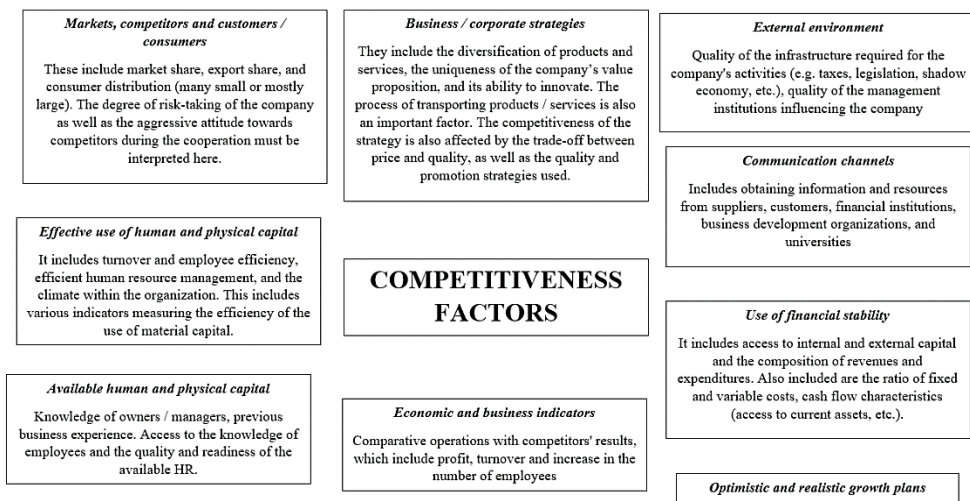 Markets, competitors and customers /
consumers
These include market share, export share, and
consumer distribution (many small or mostly
large). The degree of risk-taking of the company
as well as the aggressive attitude towards
competitors during the cooperation must be
interpreted here.
Business / corporate strategies
They include the diversification of products and
services, the uniqueness of the company's value
proposition, and its ability to innovate. The
process of transporting products / services is also
an important factor. The competitiveness of the
strategy is also affected by the trade-off between
price and quality, as well as the quality and
promotion strategies used.
External environment
Quality of the infrastructure required for the
company's activities (e.g. taxes, legislation, shadow
economy, etc.), quality of the management
institutions influencing the company
Communication channels
Includes obtaining information and resources
from suppliers, customers, financial institutions,
business development organizations, and
universities
Effective use of human and physical capital
It includes turnover and employee efficiency,
efficient human resource management, and the
climate within the organization. This includes
various indicators measuring the efficiency of the
use of material capital.
COMPETITIVENESS
FACTORS
Use of financial stability
It includes access to internal and external capital
and the composition of revenues and
expenditures. Also included are the ratio of fixed
and variable costs, cash flow characteristics
(access to current assets, etc.).
Available human and physical capital
Knowledge of owners / managers, previous
business experience. Access to the knowledge of
employees and the quality and readiness of the
available HR.
Economic and business indicators
Comparative operations with competitors' results,
which include profit, turnover and increase in the
number of employees
Optimistic and realistic growth plans